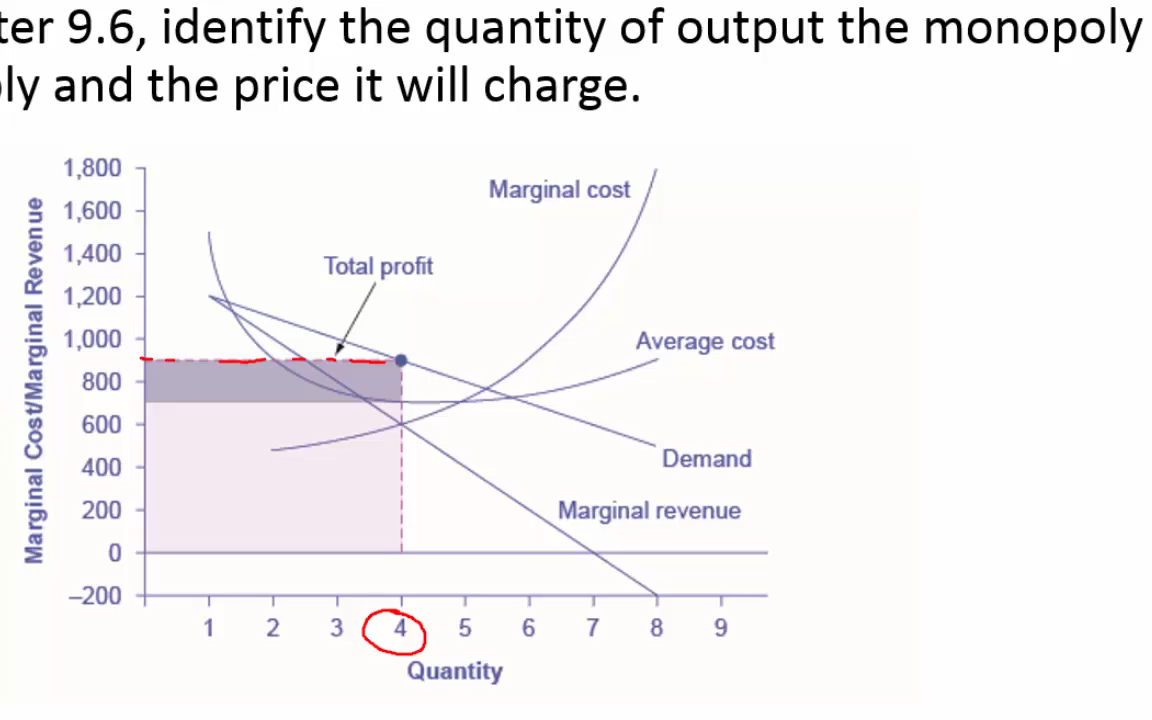 ter 9.6, identify the quantity of output the monopoly
ly and the price it will charge.
1,800
Marginal cost
1,600
1,400
Total profit
1,200
1,000
Average cost
800
600
400
Demand
200
Marginal revenue
0
–200
1 2 3 4 5 6 7 8 9
Quantity
Marginal Cost/Marginal Revenue